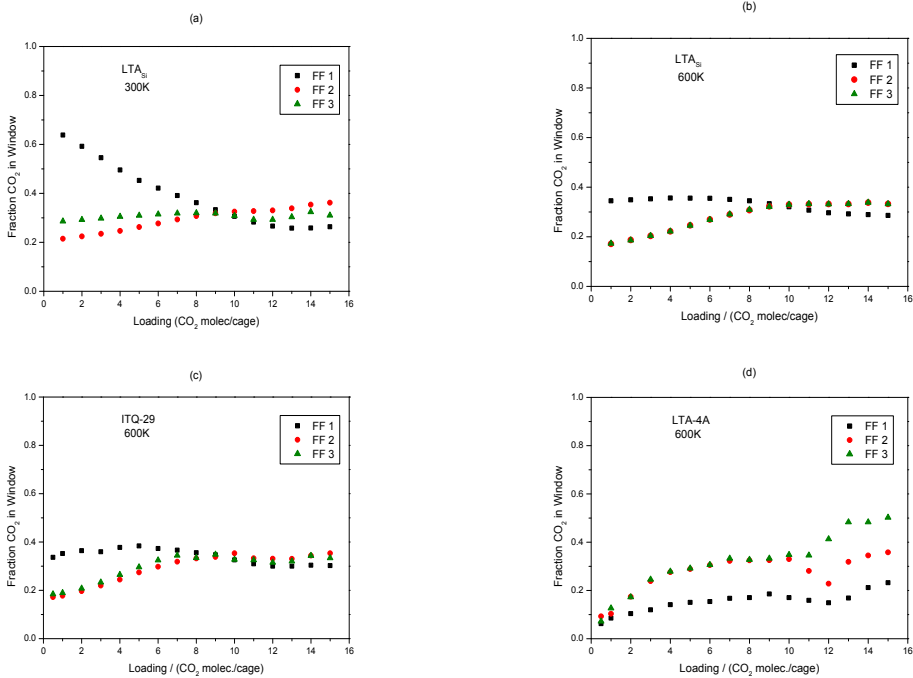 (a)
LTA_Si
300K
FF 1
FF 2
FF 3
Fraction CO2 in Window
1.0
0.8
0.6
0.4
0.2
0.0
0 2 4 6 8 10 12 14 16
Loading (CO2 molec/cage)
(b)
LTA_Si
600K
FF 1
FF 2
FF 3
Fraction CO2 in Window
1.0
0.8
0.6
0.4
0.2
0.0
0 2 4 6 8 10 12 14 16
Loading / (CO2 molec/cage)
(c)
ITQ-29
600K
FF 1
FF 2
FF 3
Fraction CO2 in Window
1.0
0.8
0.6
0.4
0.2
0.0
0 2 4 6 8 10 12 14 16
Loading / (CO2 molec./cage)
(d)
LTA-4A
600K
FF 1
FF 2
FF 3
Fraction CO2 in Window
1.0
0.8
0.6
0.4
0.2
0.0
0 2 4 6 8 10 12 14 16
Loading / (CO2 molec./cage)